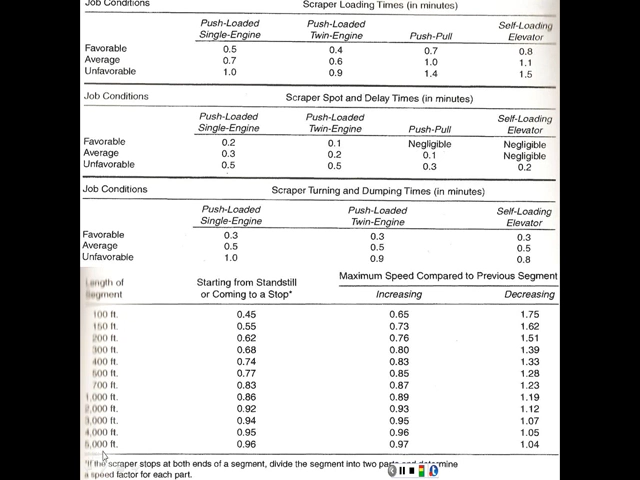 Job Conditions Scraper Loading Times (in minutes)
Push-Loaded Push-Loaded Self-Loading
Single-Engine Twin-Engine Push-Pull Elevator
Favorable 0.5 0.4 0.7 0.8
Average 0.7 0.6 1.0 1.1
Unfavorable 1.0 0.9 1.4 1.5
Job Conditions Scraper Spot and Delay Times (in minutes)
Push-Loaded Push-Loaded Self-Loading
Single-Engine Twin-Engine Push-Pull Elevator
Favorable 0.2 0.1 Negligible Negligible
Average 0.3 0.2 0.1 Negligible
Unfavorable 0.5 0.5 0.3 0.2
Job Conditions Scraper Turning and Dumping Times (in minutes)
Push-Loaded Push-Loaded Self-Loading
Single-Engine Twin-Engine Elevator
Favorable 0.3 0.3 0.3
Average 0.5 0.5 0.5
Unfavorable 1.0 0.9 0.8
Length of Starting from Standstill Maximum Speed Compared to Previous Segment
Segment or Coming to a Stop* Increasing Decreasing
100 ft. 0.45 0.65 1.75
150 ft. 0.55 0.73 1.62
200 ft. 0.62 0.76 1.51
300 ft. 0.68 0.80 1.39
400 ft. 0.74 0.83 1.33
500 ft. 0.77 0.85 1.28
700 ft. 0.83 0.87 1.23
1,000 ft. 0.86 0.89 1.19
2,000 ft. 0.92 0.93 1.12
3,000 ft. 0.94 0.95 1.07
4,000 ft. 0.95 0.96 1.05
5,000 ft. 0.96 0.97 1.04
*If the scraper stops at both ends of a segment, divide the segment into two parts and determine
a speed factor for each part.